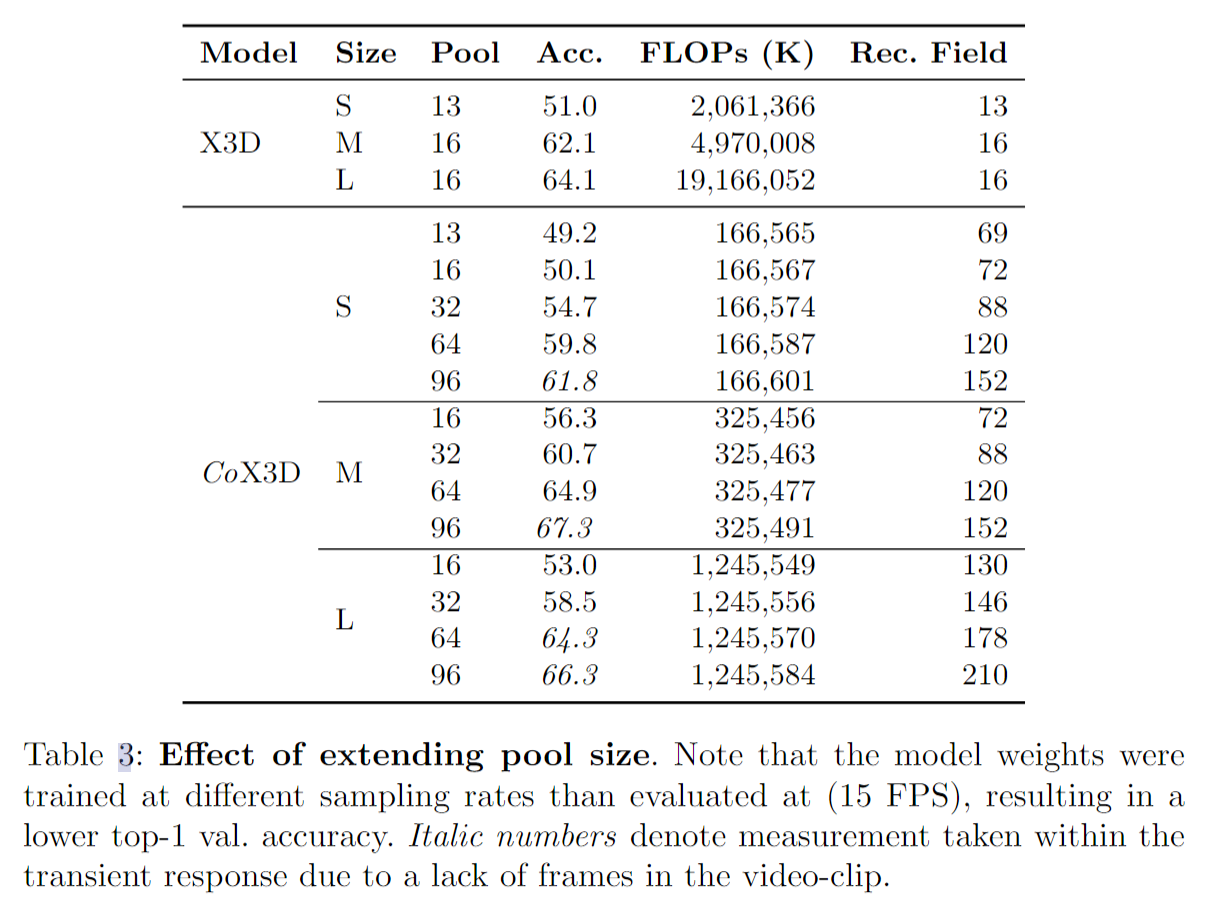 Model Size Pool Acc. FLOPs (K) Rec. Field
S 13 51.0 2,061,366 13
X3D M 16 62.1 4,970,008 16
L 16 64.1 19,166,052 16
13 49.2 166,565 69
16 50.1 166,567 72
S 32 54.7 166,574 88
64 59.8 166,587 120
96 61.8 166,601 152
16 56.3 325,456 72
32 60.7 325,463 88
CoX3D M 64 64.9 325,477 120
96 67.3 325,491 152
16 53.0 1,245,549 130
32 58.5 1,245,556 146
L 64 64.3 1,245,570 178
96 66.3 1,245,584 210
Table 3: Effect of extending pool size. Note that the model weights were
trained at different sampling rates than evaluated at (15 FPS), resulting in a
lower top-1 val. accuracy. Italic numbers denote measurement taken within the
transient response due to a lack of frames in the video-clip.